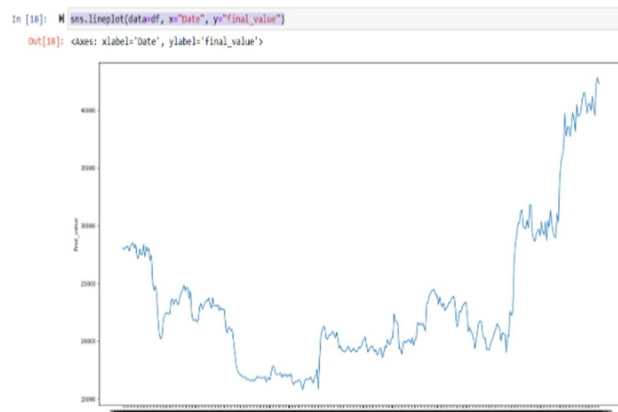 In [18]: sns.lineplot(data=df, x="Date", y="final_value")
Out[18]: <Axes: xlabel='Date', ylabel='final_value'>
40000
35000
30000
final_value
25000
20000
15000